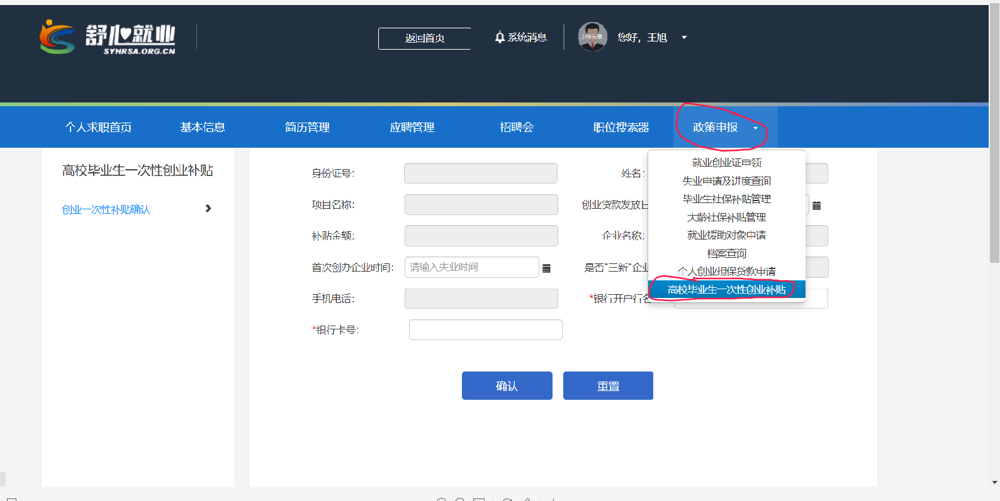 舒心就业
SYHRSA.ORG.CN
返回首页
系统消息
上传头像
您好，王旭
个人求职首页
基本信息
简历管理
应聘管理
招聘会
职位搜索器
政策申报
就业创业证申领
失业申请及进度查询
毕业生社保补贴管理
大龄社保补贴管理
就业援助对象申请
档案查询
个人创业担保贷款申请
高校毕业生一次性创业补贴
高校毕业生一次性创业补贴
创业一次性补贴确认
身份证号：
姓名：
项目名称：
创业贷款发放日
补贴金额：
企业名称：
首次创办企业时间：
请输入失业时间
是否"三新"企业
手机电话：
*银行开户行名
*银行卡号：
确认
重置